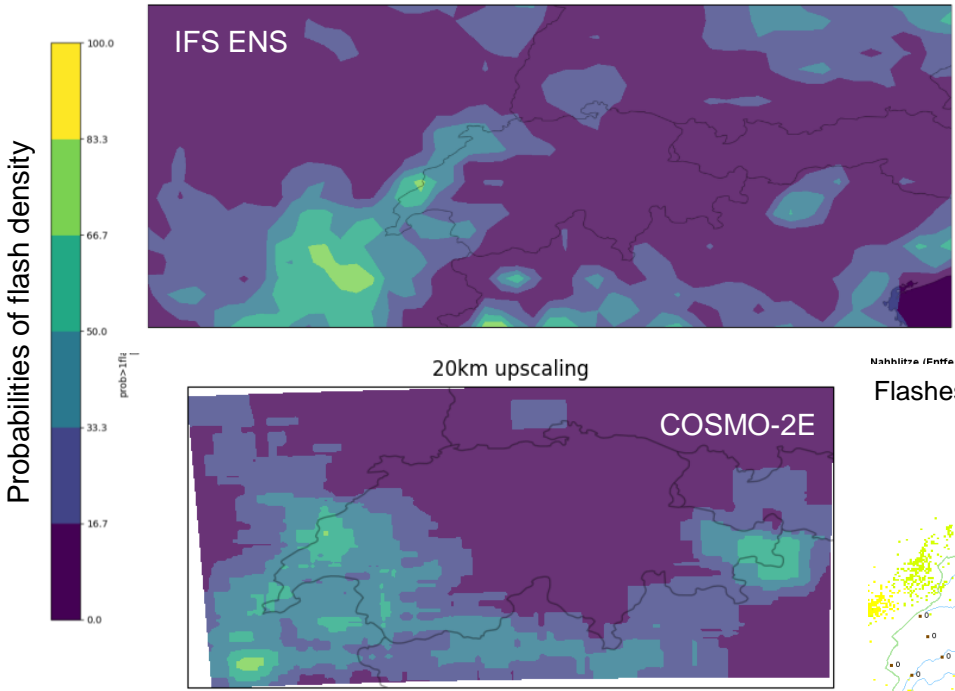 IFS ENS
100.0
83.3
66.7
50.0
33.3
16.7
0.0
Probabilities of flash density
20km upscaling
COSMO-2E
Flashes
0
0
0
0
0